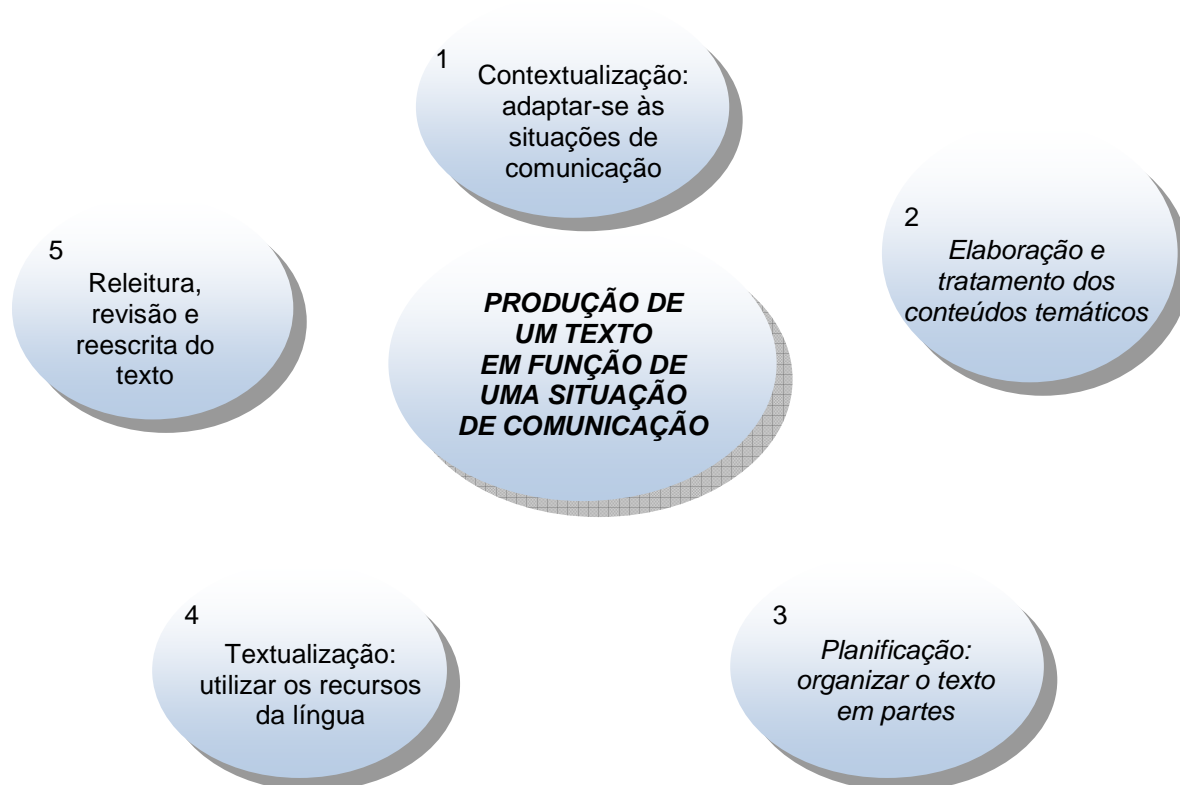 1
Contextualização:
adaptar-se às
situações de
comunicação
2
Elaboração e
tratamento dos
conteúdos temáticos
5
Releitura,
revisão e
reescrita do
texto
PRODUÇÃO DE
UM TEXTO
EM FUNÇÃO DE
UMA SITUAÇÃO
DE COMUNICAÇÃO
4
Textualização:
utilizar os recursos
da língua
3
Planificação:
organizar o texto
em partes